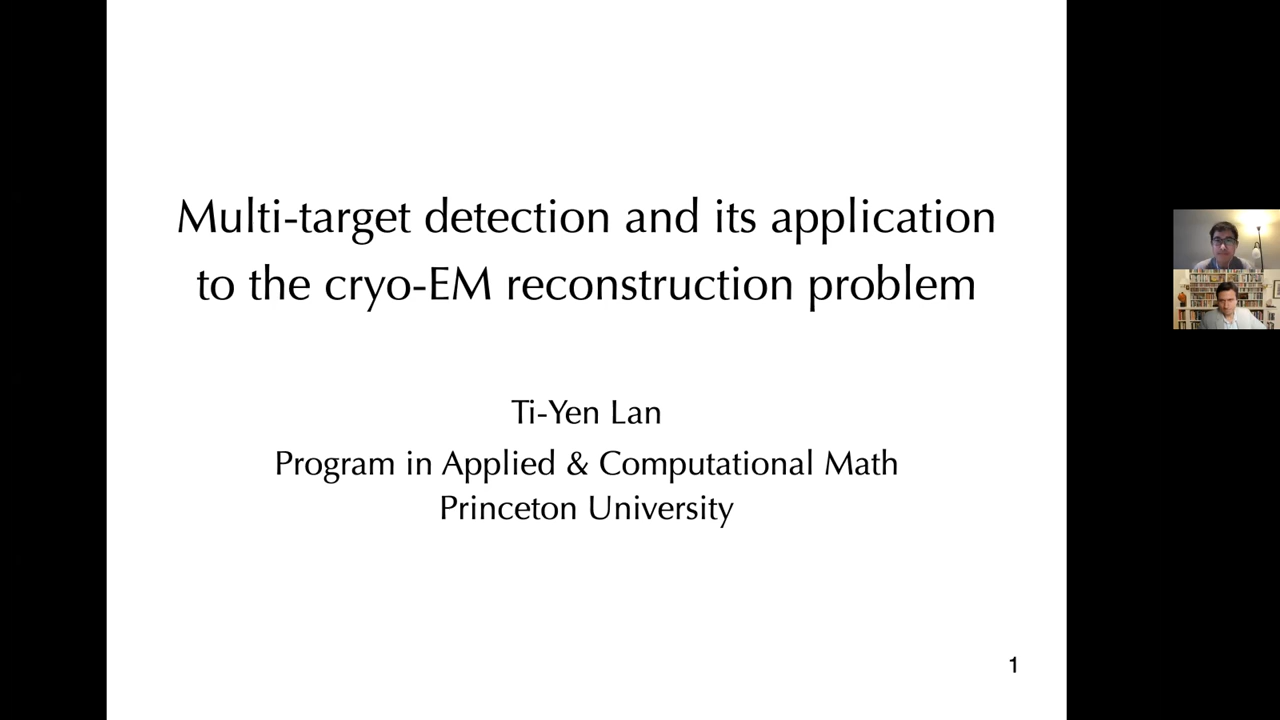 Multi-target detection and its application
to the cryo-EM reconstruction problem
Ti-Yen Lan
Program in Applied & Computational Math
Princeton University
1